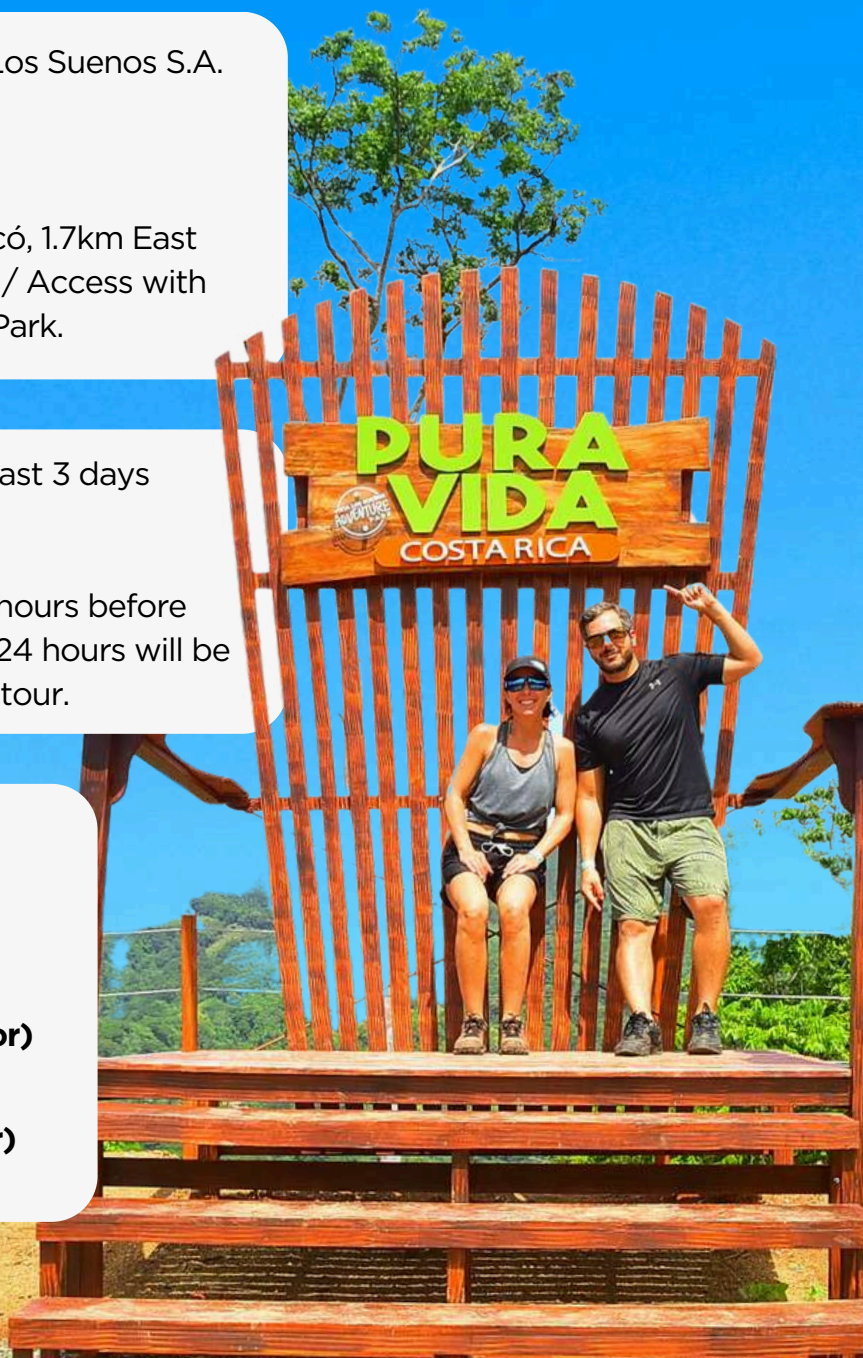 Los Suenos S.A.
có, 1.7km East
/ Access with
Park.
PURA
VIDA
ADVENTURE
COSTA RICA
ast 3 days
hours before
24 hours will be
tour.
or)
r)